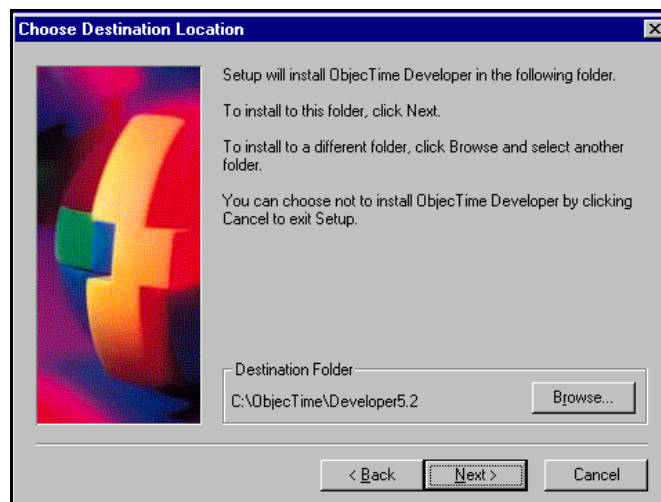 Choose Destination Location
Setup will install ObjecTime Developer in the following folder.
To install to this folder, click Next.
To install to a different folder, click Browse and select another
folder.
You can choose not to install ObjecTime Developer by clicking
Cancel to exit Setup.
Destination Folder
C:\ObjecTime\Developer5.2
Browse...
< Back
Next >
Cancel